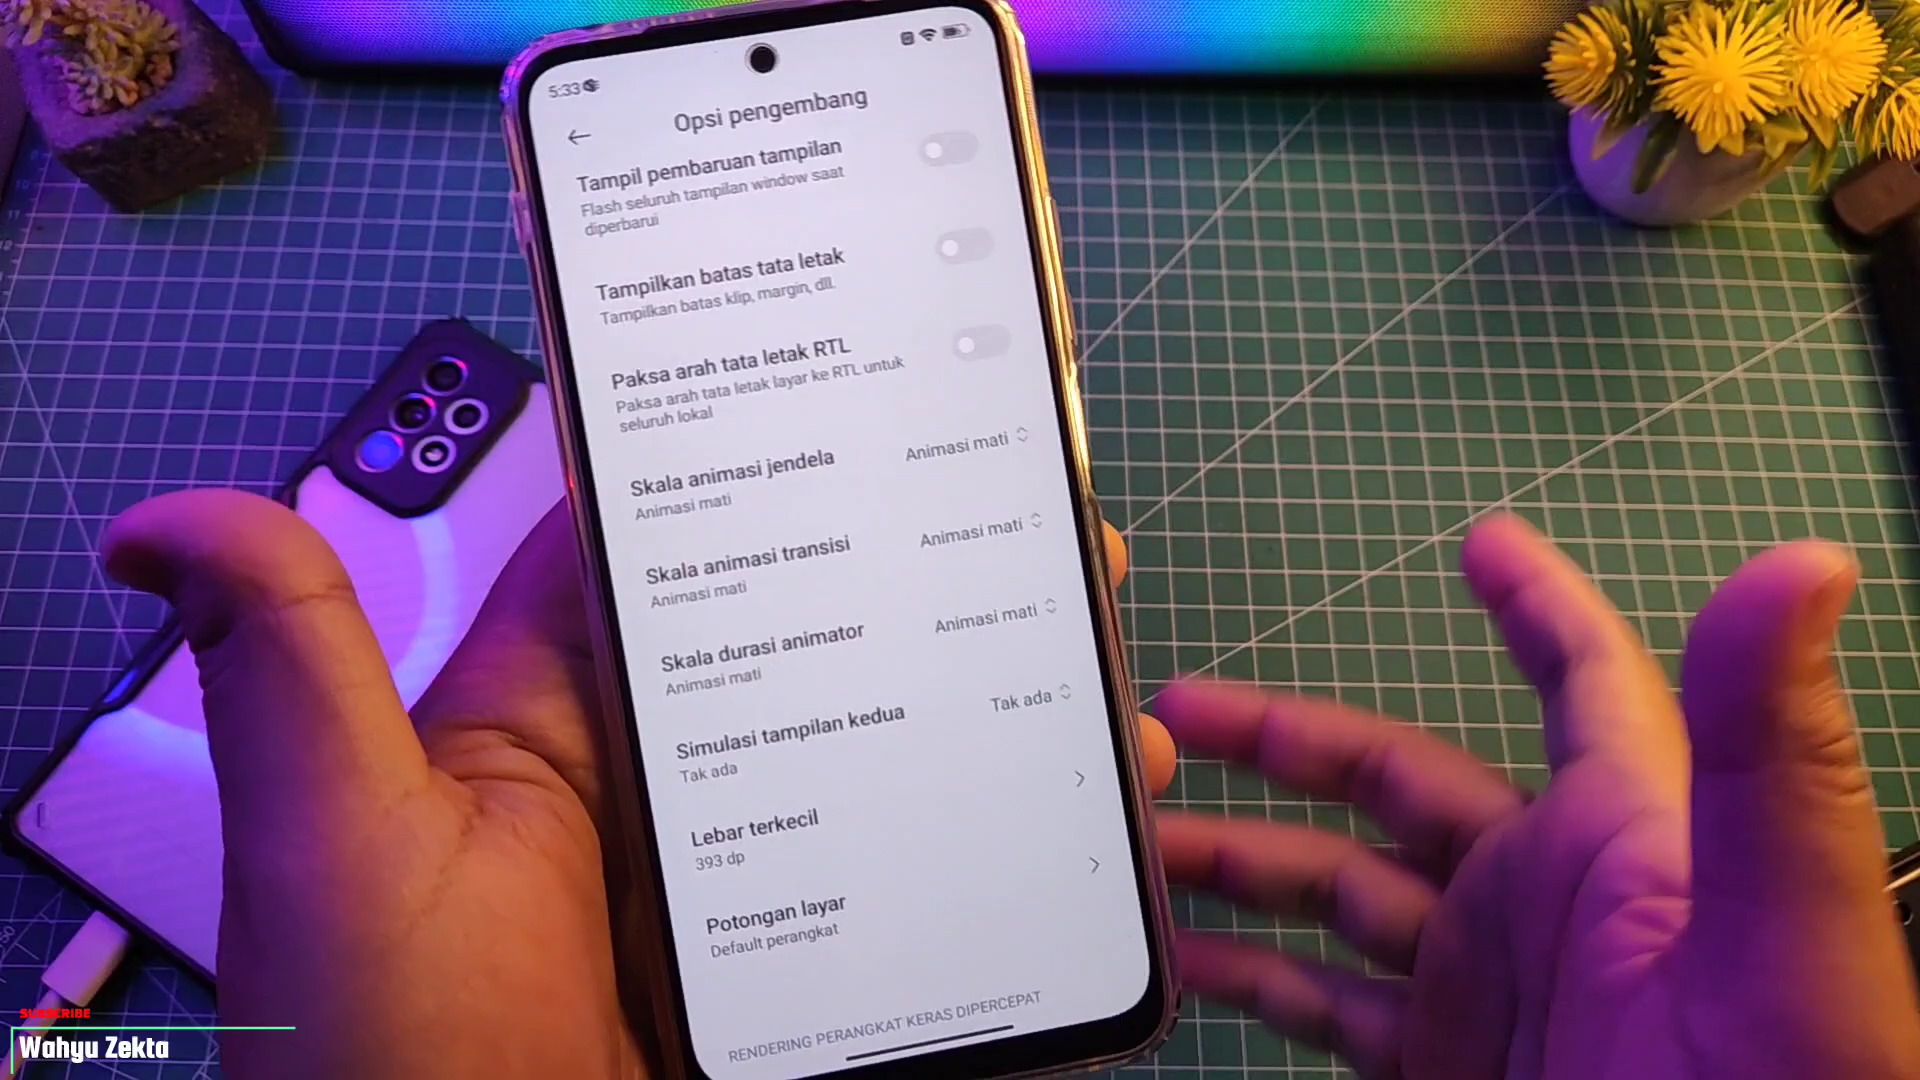 5:33
Opsi pengembang
Tampil pembaruan tampilan
Flash seluruh tampilan window saat
diperbarui
Tampilkan batas tata letak
Tampilkan batas klip, margin, dll.
Paksa arah tata letak RTL
Paksa arah tata letak layar ke RTL untuk
seluruh lokal
Skala animasi jendela
Animasi mati
Animasi mati
Skala animasi transisi
Animasi mati
Animasi mati
Skala durasi animator
Animasi mati
Animasi mati
Simulasi tampilan kedua
Tak ada
Tak ada
Lebar terkecil
393 dp
Potongan layar
Default perangkat
RENDERING PERANGKAT KERAS DIPERCEPAT
SUBSCRIBE
Wahyu Zekta